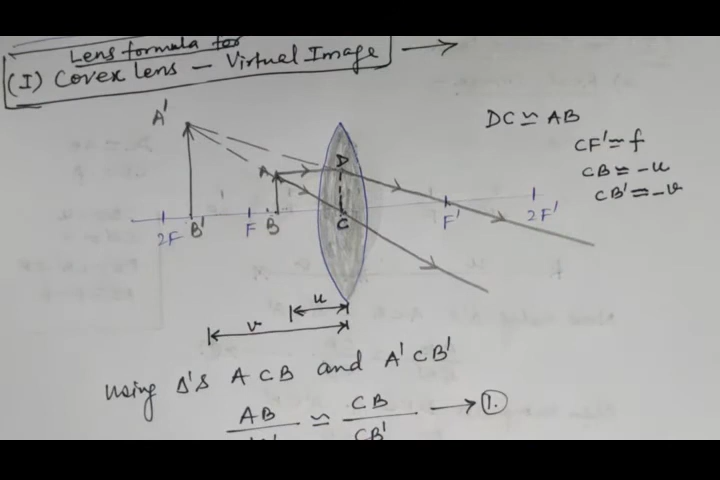 Lens formula for
(I) Covex Lens – Virtual Image →
A'
DC ≃ AB
CF' ≃ f
CB ≃ -u
CB' ≃ -v
A
D
2F B' F B C F' 2F'
u
v
Using Δ'S ACB and A'CB'
AB ≃ CB → ①.
CB'